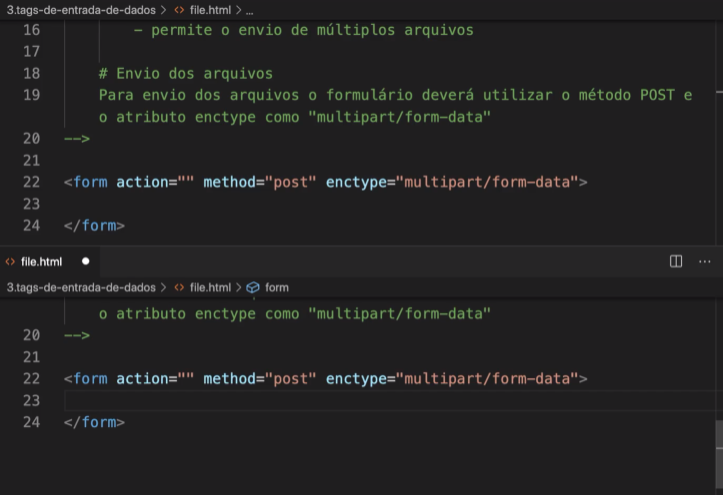 3.tags-de-entrada-de-dados > <> file.html > ...
16 - permite o envio de múltiplos arquivos
17
18 # Envio dos arquivos
19 Para envio dos arquivos o formulário deverá utilizar o método POST e
o atributo enctype como "multipart/form-data"
20 -->
21
22 <form action="" method="post" enctype="multipart/form-data">
23
24 </form>
<> file.html ● ...
3.tags-de-entrada-de-dados > <> file.html > form
o atributo enctype como "multipart/form-data"
20 -->
21
22 <form action="" method="post" enctype="multipart/form-data">
23
24 </form>